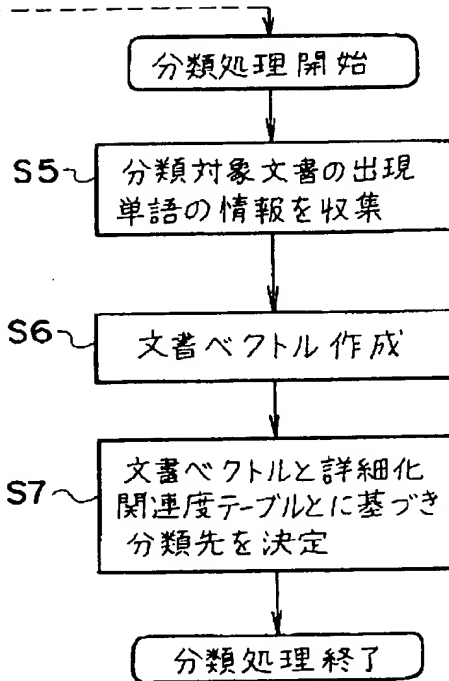 分類処理開始
S5
分類対象文書の出現
単語の情報を収集
S6
文書ベクトル作成
S7
文書ベクトルと詳細化
関連度テーブルとに基づき
分類先を決定
分類処理終了